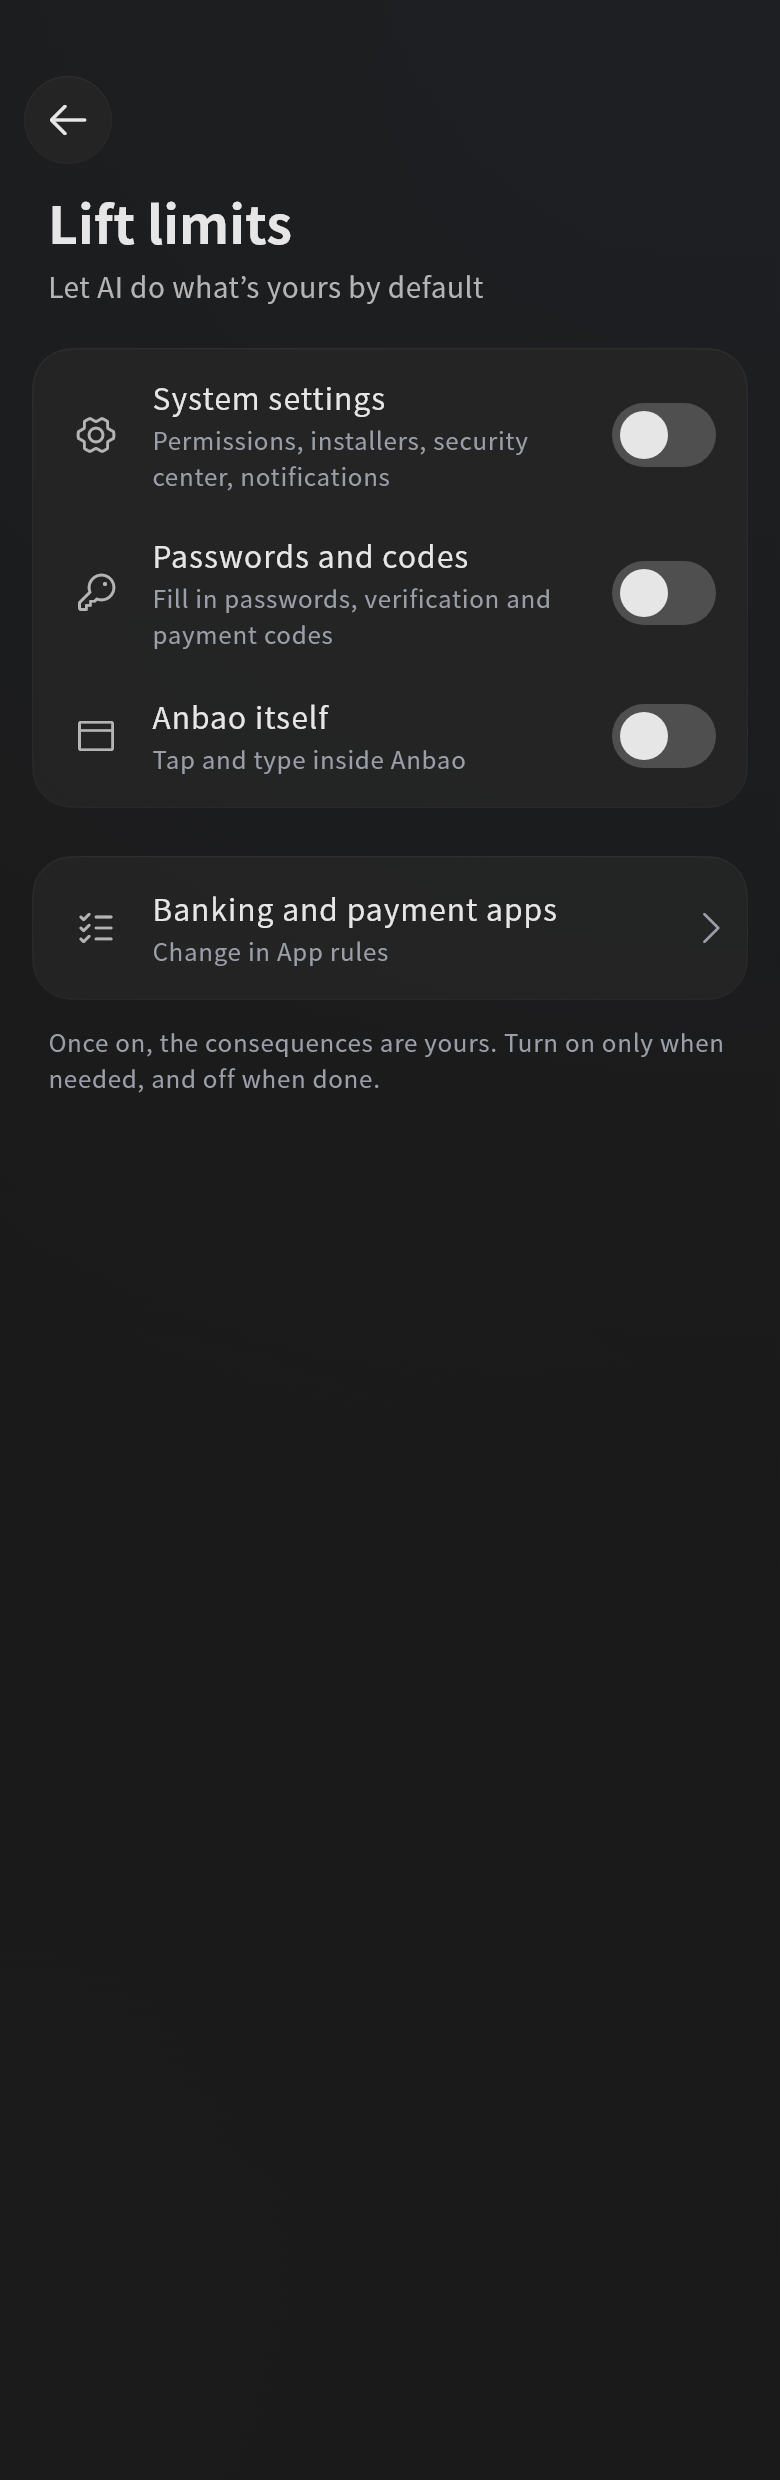 Lift limits
Let AI do what’s yours by default
System settings
Permissions, installers, security
center, notifications
Passwords and codes
Fill in passwords, verification and
payment codes
Anbao itself
Tap and type inside Anbao
Banking and payment apps
Change in App rules
Once on, the consequences are yours. Turn on only when
needed, and off when done.